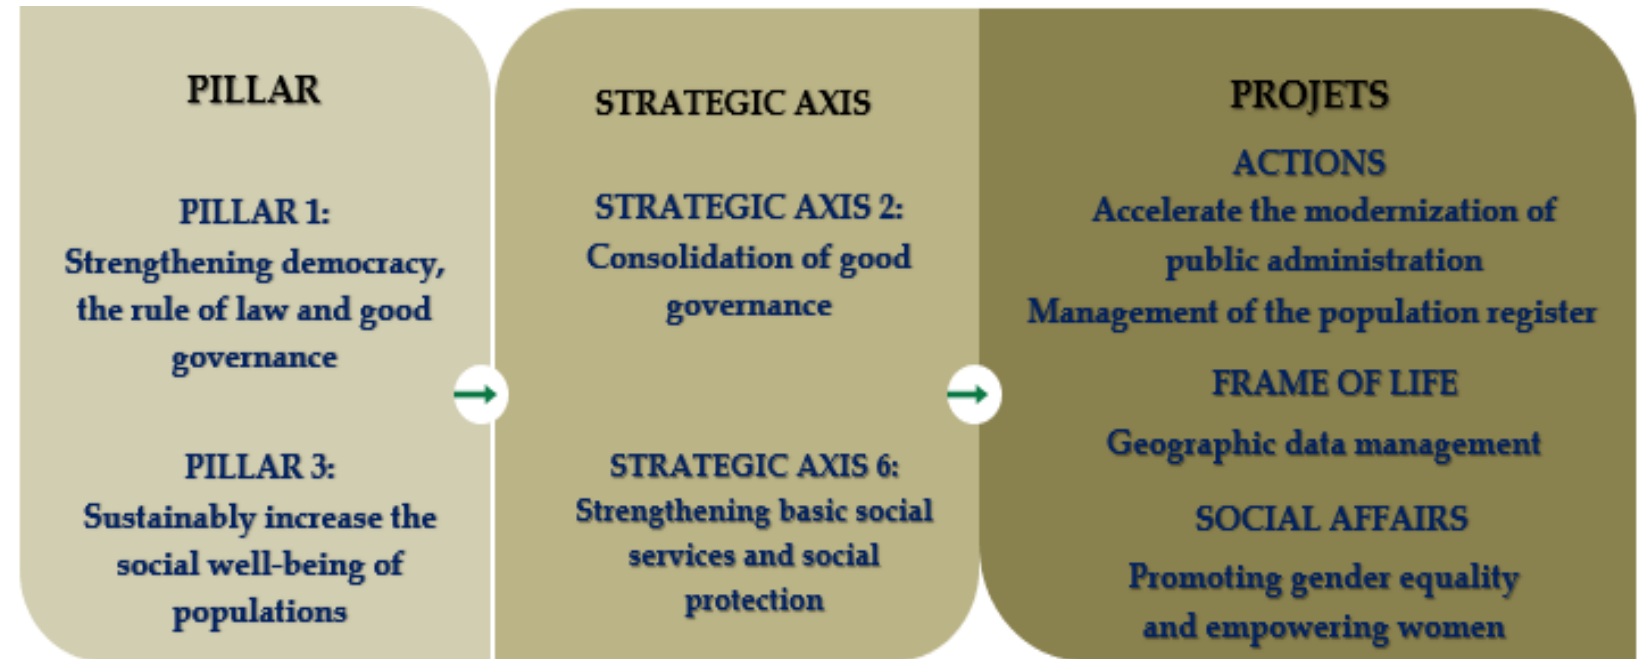 PILLAR
PILLAR 1:
Strengthening democracy,
the rule of law and good
governance
PILLAR 3:
Sustainably increase the
social well-being of
populations
STRATEGIC AXIS
STRATEGIC AXIS 2:
Consolidation of good
governance
STRATEGIC AXIS 6:
Strengthening basic social
services and social
protection
PROJETS
ACTIONS
Accelerate the modernization of
public administration
Management of the population register
FRAME OF LIFE
Geographic data management
SOCIAL AFFAIRS
Promoting gender equality
and empowering women